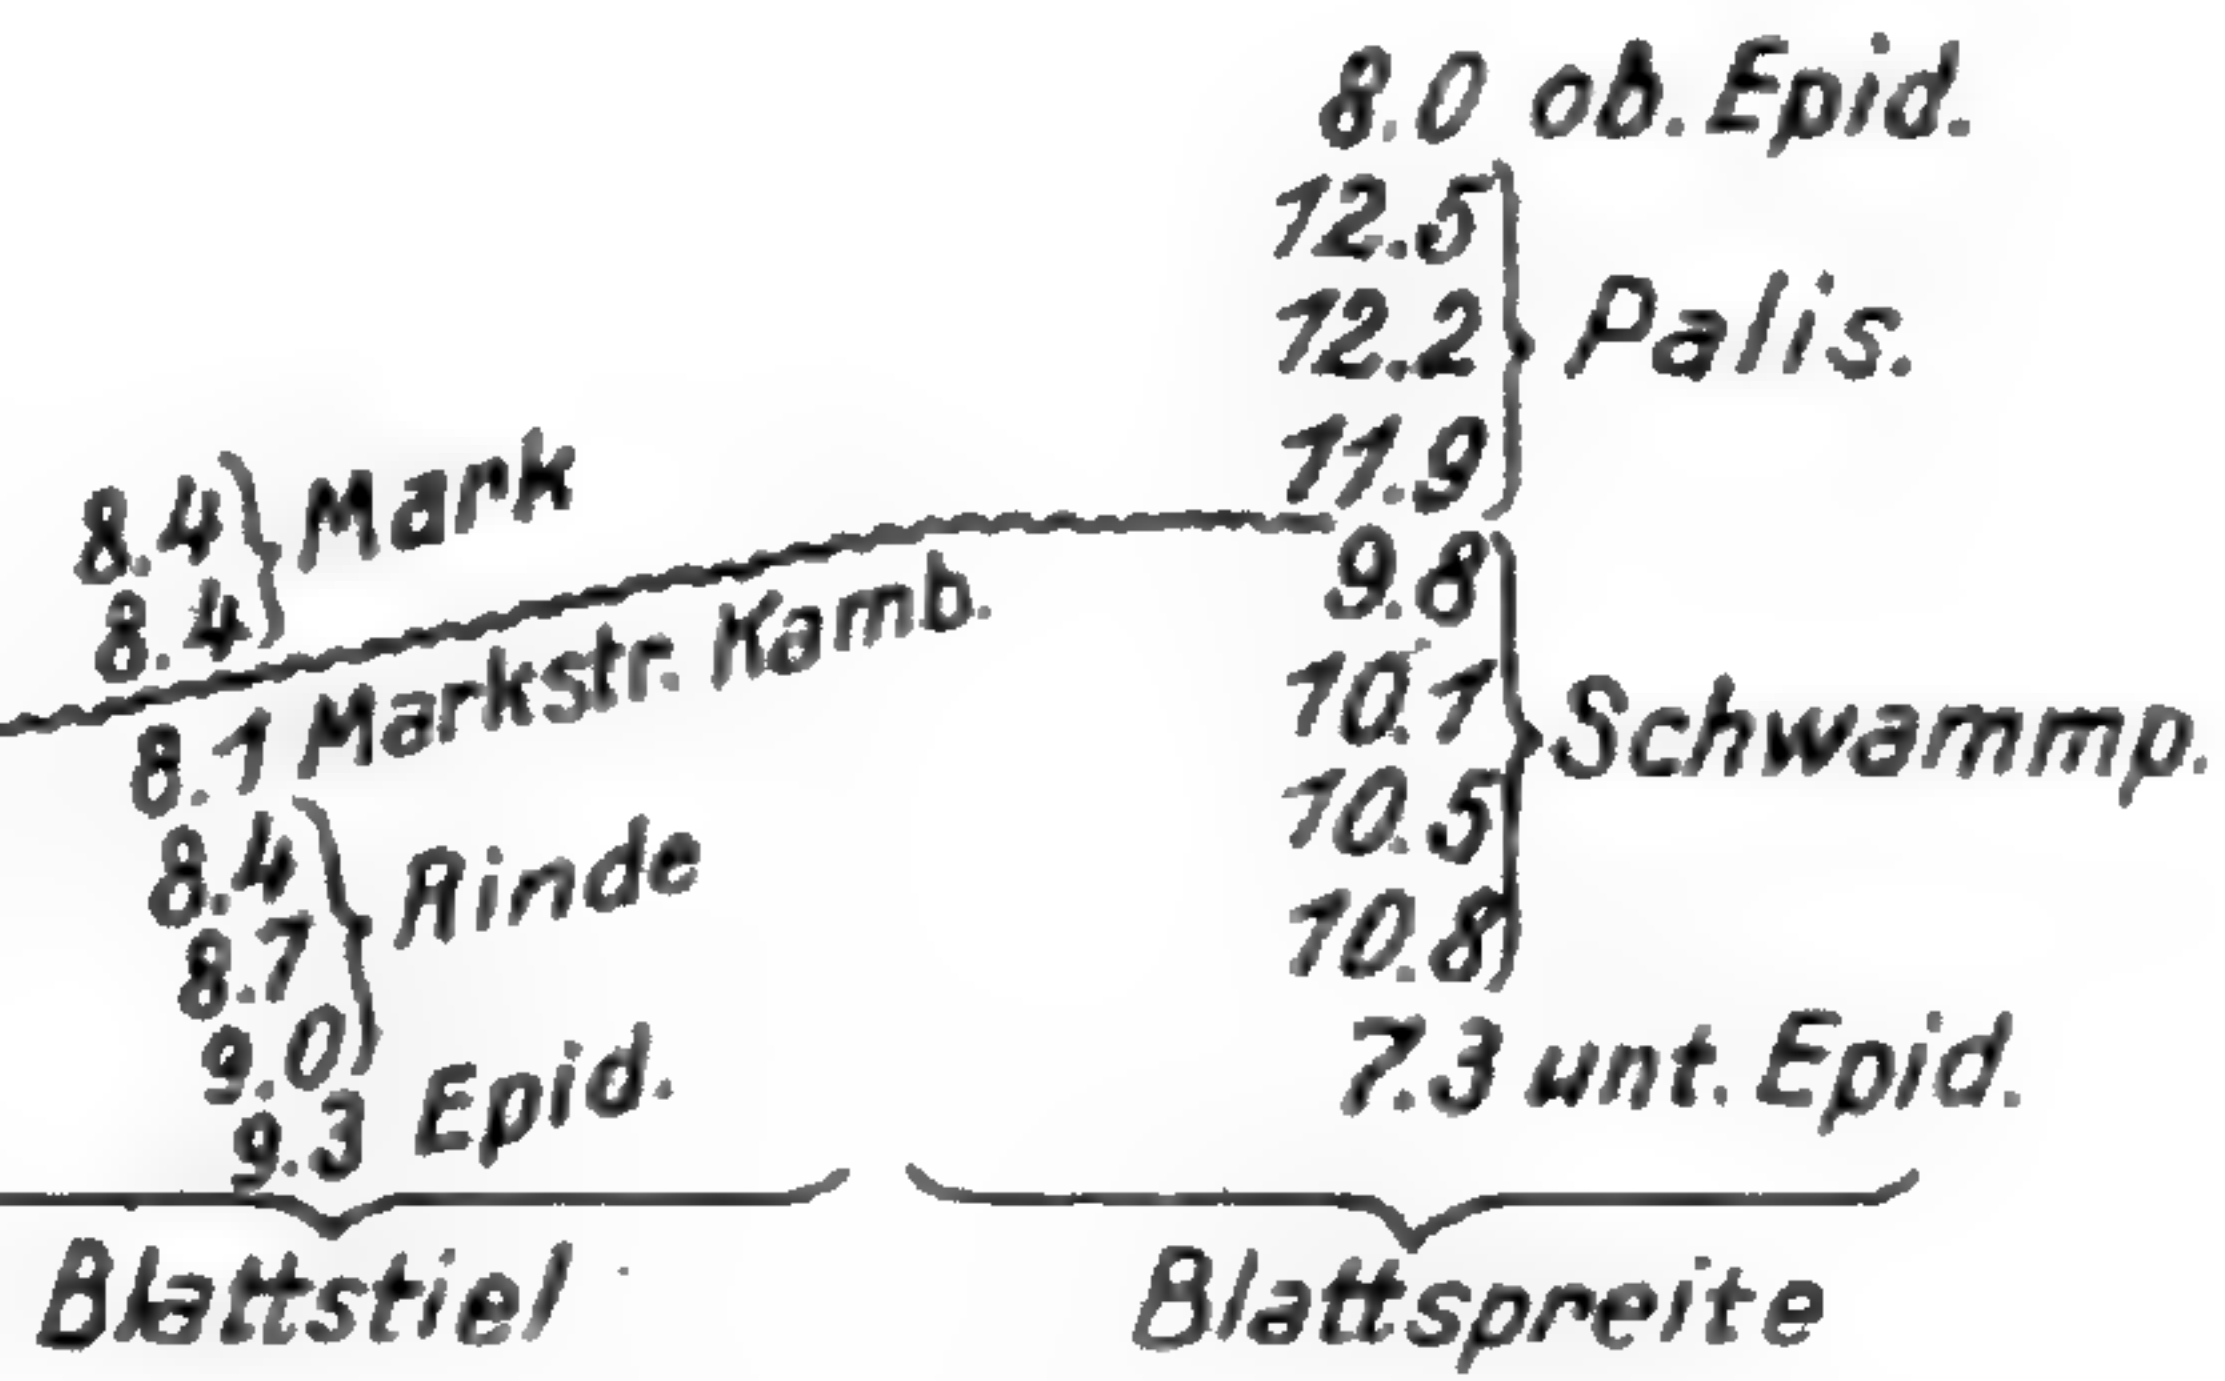 8.0 ob. Epid.
12.5
12.2 Palis.
11.9
8.4 Mark
8.4
9.8
10.1 Schwammp.
10.5
10.8
8.1 Markstr. Kamb.
8.4
8.7 Rinde
9.0
9.3 Epid.
7.3 unt. Epid.
Blattstiel
Blattspreite